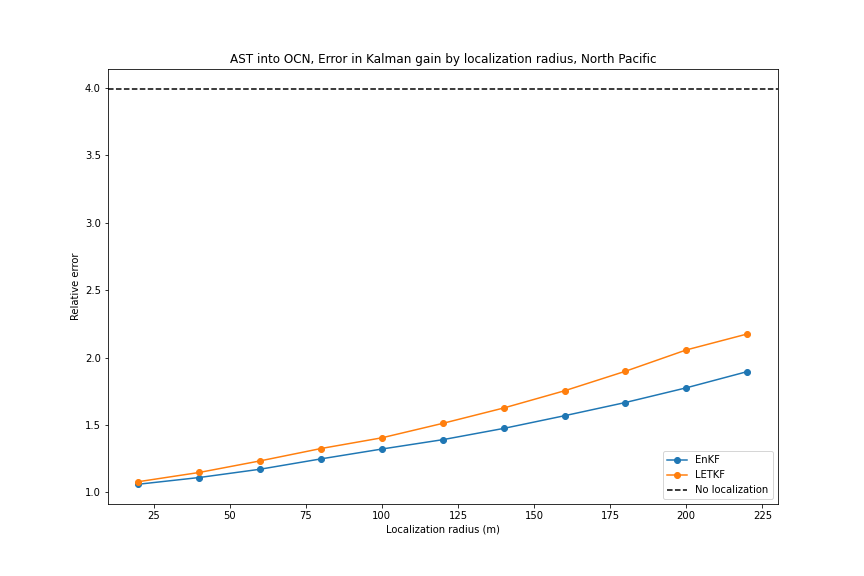 AST into OCN, Error in Kalman gain by localization radius, North Pacific
4.0
3.5
3.0
2.5
2.0
1.5
1.0
Relative error
25 50 75 100 125 150 175 200 225
Localization radius (m)
EnKF
LETKF
No localization